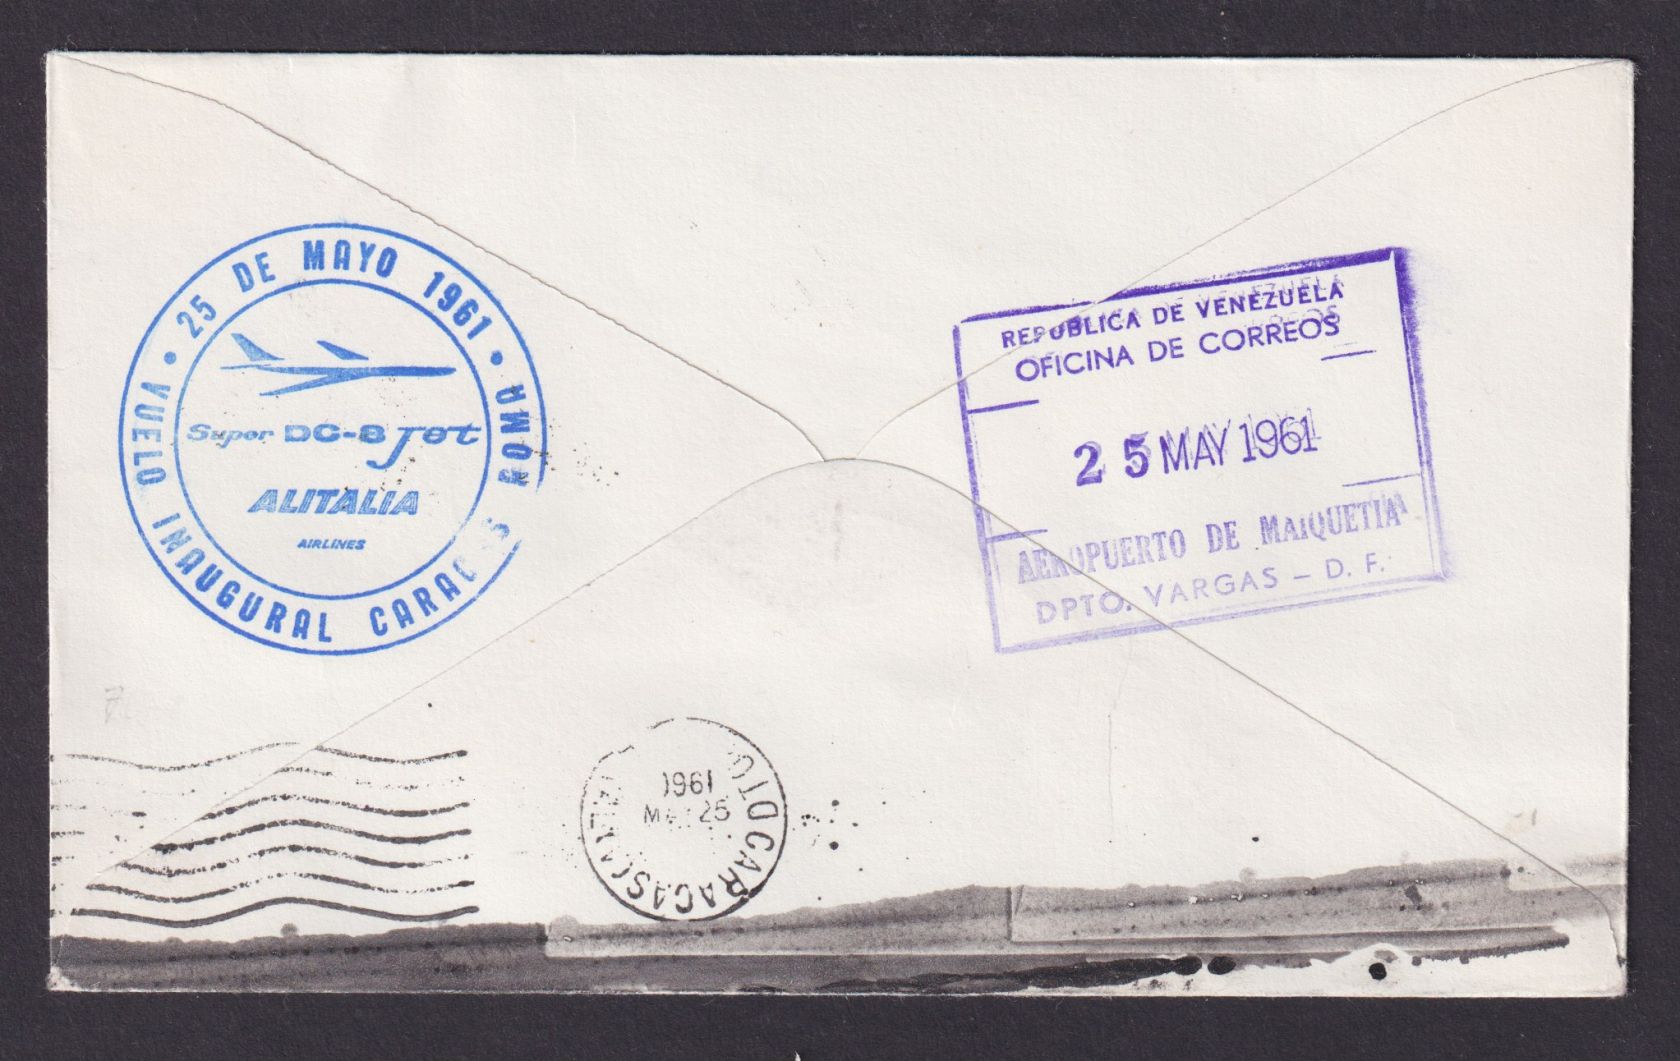 • 25 DE MAYO 1961 •
VUELO INAUGURAL CARACAS ROMA
Super DC-8 Jet
ALITALIA
AIRLINES
REPUBLICA DE VENEZUELA
OFICINA DE CORREOS
25 MAY 1961
AEROPUERTO DE MAIQUETIA
DPTO. VARGAS – D. F.
1961
25
CARACAS